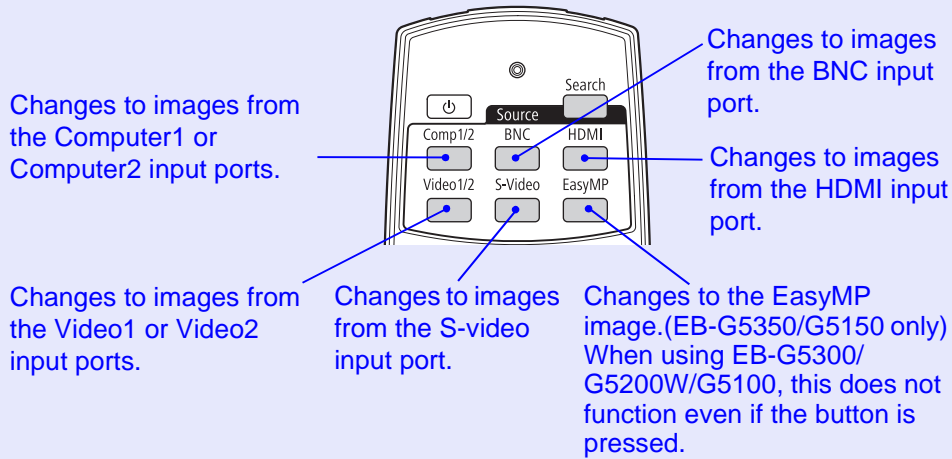 Changes to images from
the Computer1 or
Computer2 input ports.
Search
Source
Comp1/2 BNC HDMI
Video1/2 S-Video EasyMP
Changes to images
from the BNC input
port.
Changes to images
from the HDMI input
port.
Changes to images from
the Video1 or Video2
input ports.
Changes to images
from the S-video
input port.
Changes to the EasyMP
image.(EB-G5350/G5150 only)
When using EB-G5300/
G5200W/G5100, this does not
function even if the button is
pressed.